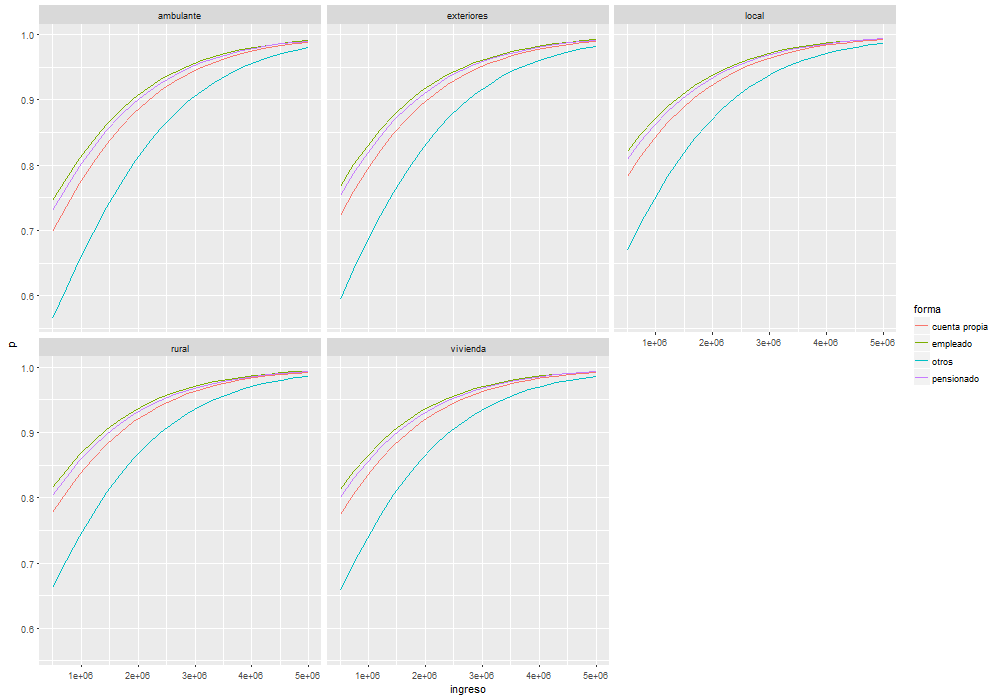 ambulante exteriores local
1.0
0.9
0.8
0.7
0.6
1e+06 2e+06 3e+06 4e+06 5e+06
rural vivienda
1.0
0.9
0.8
0.7
0.6
1e+06 2e+06 3e+06 4e+06 5e+06 1e+06 2e+06 3e+06 4e+06 5e+06
ingreso
p
forma
cuenta propia
empleado
otros
pensionado